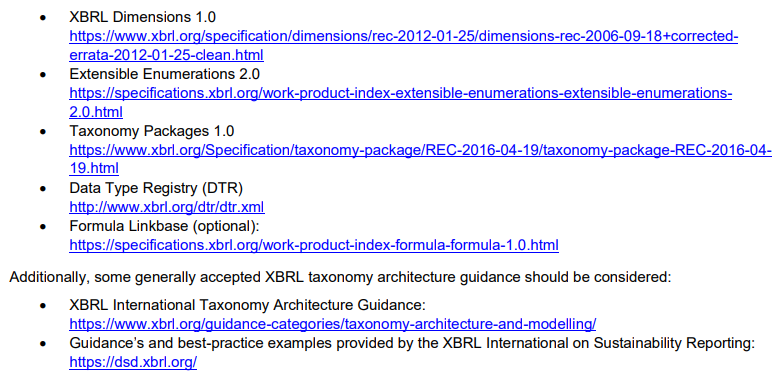 • XBRL Dimensions 1.0
https://www.xbrl.org/specification/dimensions/rec-2012-01-25/dimensions-rec-2006-09-18+corrected-
errata-2012-01-25-clean.html
• Extensible Enumerations 2.0
https://specifications.xbrl.org/work-product-index-extensible-enumerations-extensible-enumerations-
2.0.html
• Taxonomy Packages 1.0
https://www.xbrl.org/Specification/taxonomy-package/REC-2016-04-19/taxonomy-package-REC-2016-04-
19.html
• Data Type Registry (DTR)
http://www.xbrl.org/dtr/dtr.xml
• Formula Linkbase (optional):
https://specifications.xbrl.org/work-product-index-formula-formula-1.0.html
Additionally, some generally accepted XBRL taxonomy architecture guidance should be considered:
• XBRL International Taxonomy Architecture Guidance:
https://www.xbrl.org/guidance-categories/taxonomy-architecture-and-modelling/
• Guidance's and best-practice examples provided by the XBRL International on Sustainability Reporting:
https://dsd.xbrl.org/